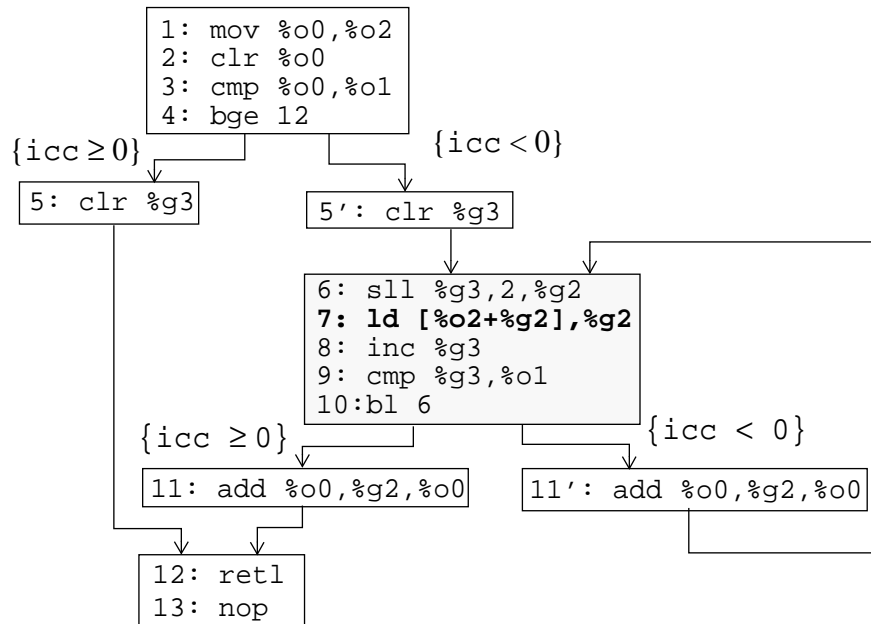 1: mov %o0,%o2
2: clr %o0
3: cmp %o0,%o1
4: bge 12
{icc ≥ 0}
{icc < 0}
5: clr %g3
5′: clr %g3
6: sll %g3,2,%g2
7: ld [%o2+%g2],%g2
8: inc %g3
9: cmp %g3,%o1
10:bl 6
{icc ≥ 0}
{icc < 0}
11: add %o0,%g2,%o0
11′: add %o0,%g2,%o0
12: retl
13: nop